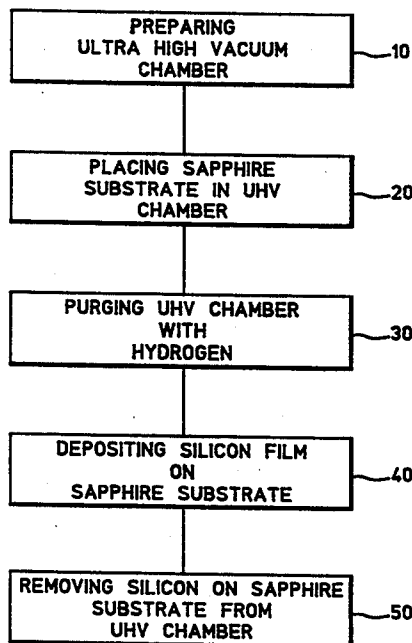 PREPARING
ULTRA HIGH VACUUM
CHAMBER
10
PLACING SAPPHIRE
SUBSTRATE IN UHV
CHAMBER
20
PURGING UHV CHAMBER
WITH
HYDROGEN
30
DEPOSITING SILICON FILM
ON
SAPPHIRE SUBSTRATE
40
REMOVING SILICON ON SAPPHIRE
SUBSTRATE FROM
UHV CHAMBER
50